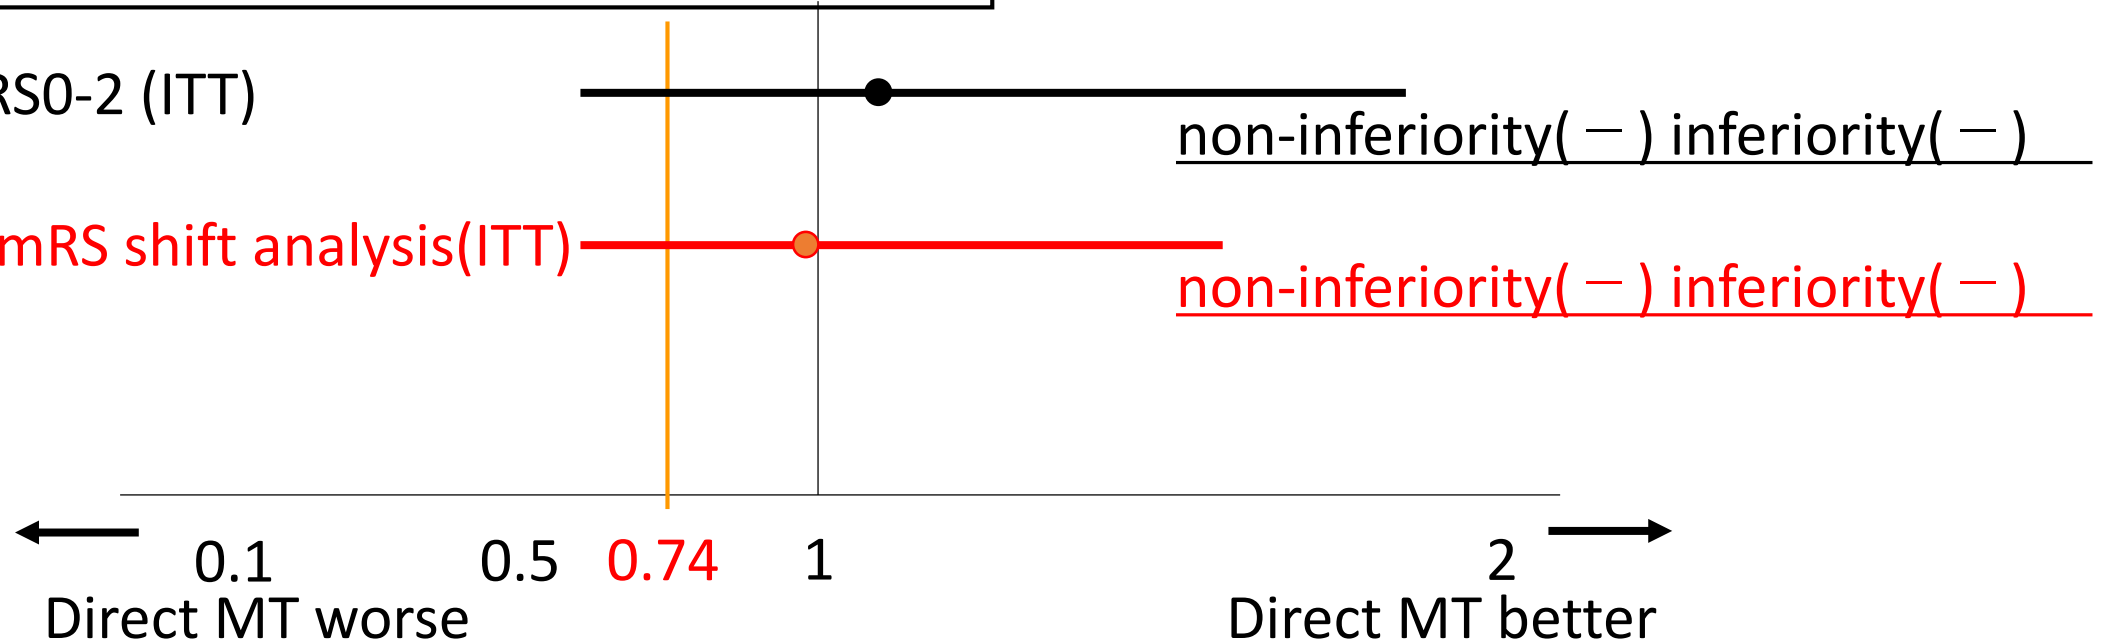 RS0-2 (ITT)
non-inferiority( － ) inferiority( － )
mRS shift analysis(ITT)
non-inferiority( － ) inferiority( － )
0.1 0.5 0.74 1 2
Direct MT worse Direct MT better